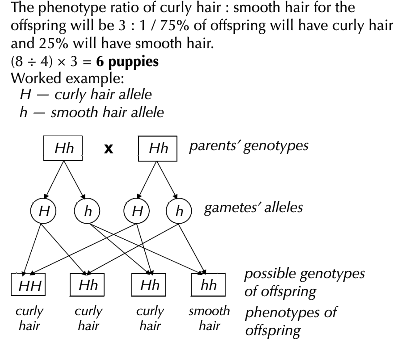 The phenotype ratio of curly hair : smooth hair for the
offspring will be 3 : 1 / 75% of offspring will have curly hair
and 25% will have smooth hair.
(8 ÷ 4) × 3 = 6 puppies
Worked example:
H — curly hair allele
h — smooth hair allele
Hh x Hh parents' genotypes
H h H h gametes' alleles
HH Hh Hh hh possible genotypes
of offspring
curly curly curly smooth phenotypes of
hair hair hair hair offspring